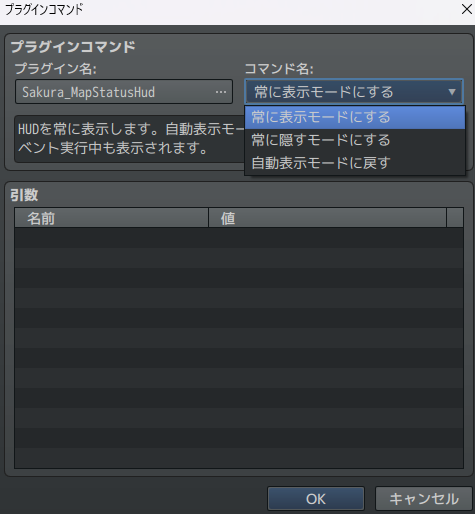 プラグインコマンド
プラグインコマンド
プラグイン名:
コマンド名:
Sakura_MapStatusHud
...
常に表示モードにする
常に表示モードにする
常に隠すモードにする
自動表示モードに戻す
HUDを常に表示します。自動表示モー
ベント実行中も表示されます。
引数
名前
値
OK
キャンセル